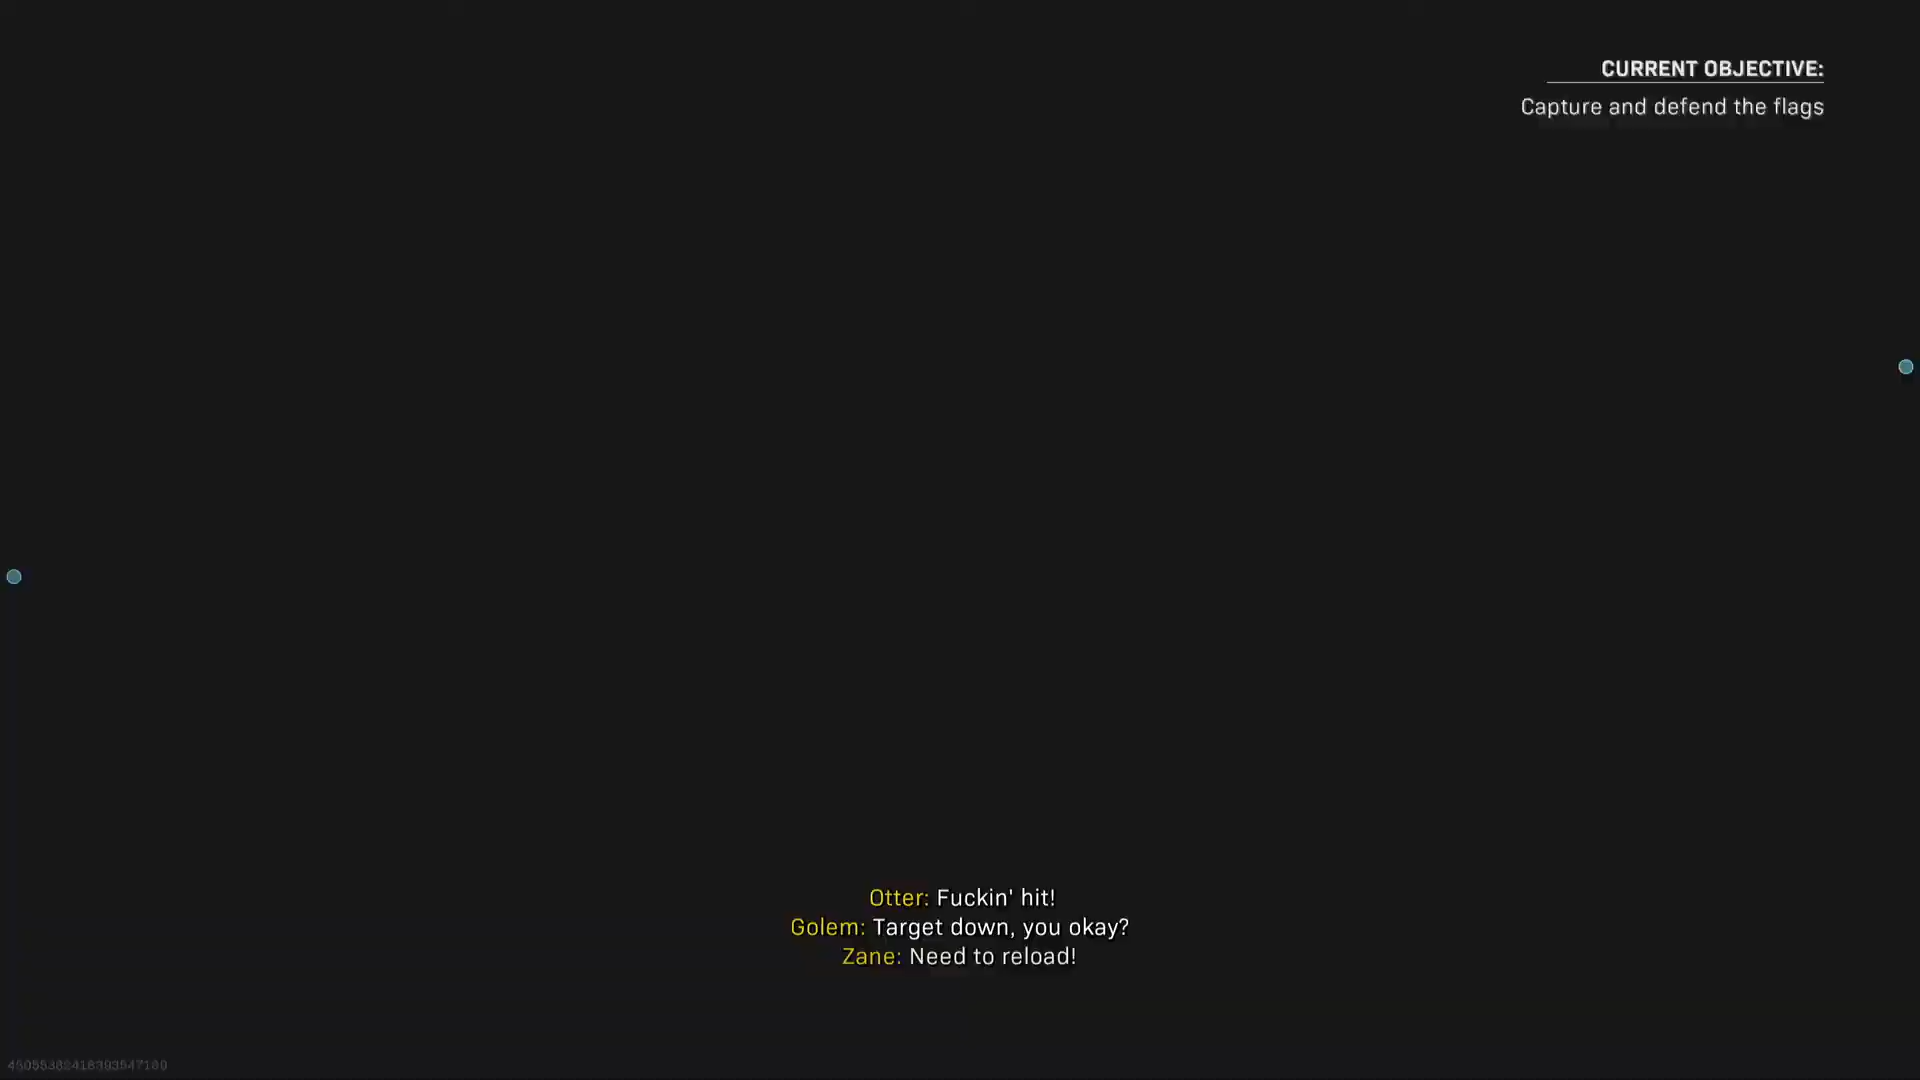 CURRENT OBJECTIVE:
Capture and defend the flags
Otter: Fuckin' hit!
Golem: Target down, you okay?
Zane: Need to reload!